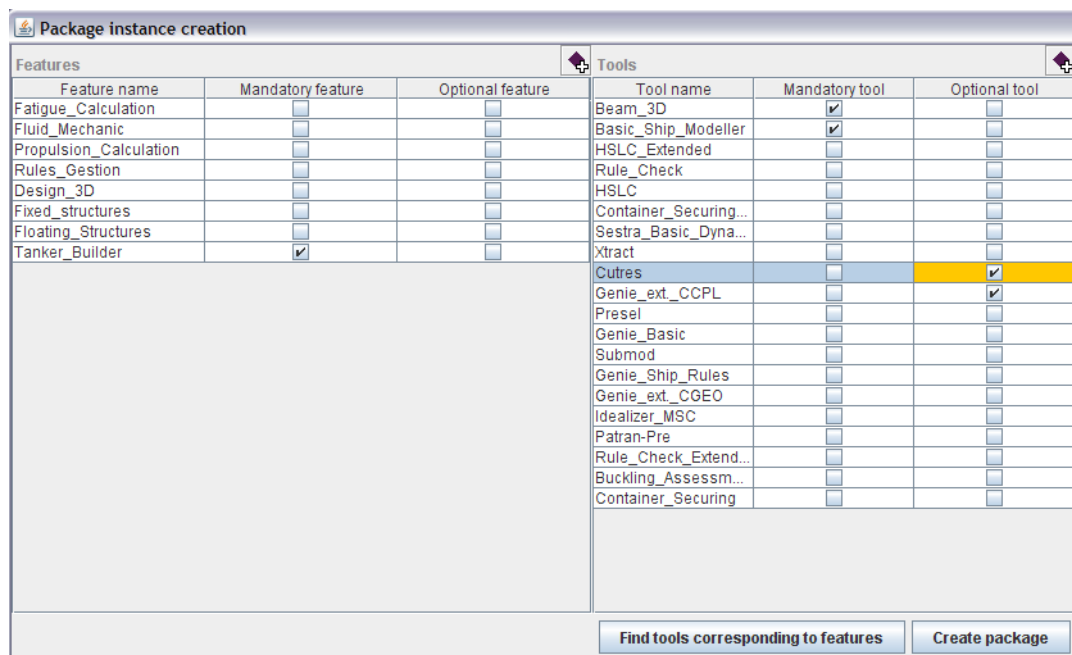 Package instance creation
Features
Feature name Mandatory feature Optional feature
Fatigue_Calculation
Fluid_Mechanic
Propulsion_Calculation
Rules_Gestion
Design_3D
Fixed_structures
Floating_Structures
Tanker_Builder
Tools
Tool name Mandatory tool Optional tool
Beam_3D
Basic_Ship_Modeller
HSLC_Extended
Rule_Check
HSLC
Container_Securing...
Sestra_Basic_Dyna...
Xtract
Cutres
Genie_ext._CCPL
Presel
Genie_Basic
Submod
Genie_Ship_Rules
Genie_ext._CGEO
Idealizer_MSC
Patran-Pre
Rule_Check_Extend...
Buckling_Assessm...
Container_Securing
Find tools corresponding to features Create package